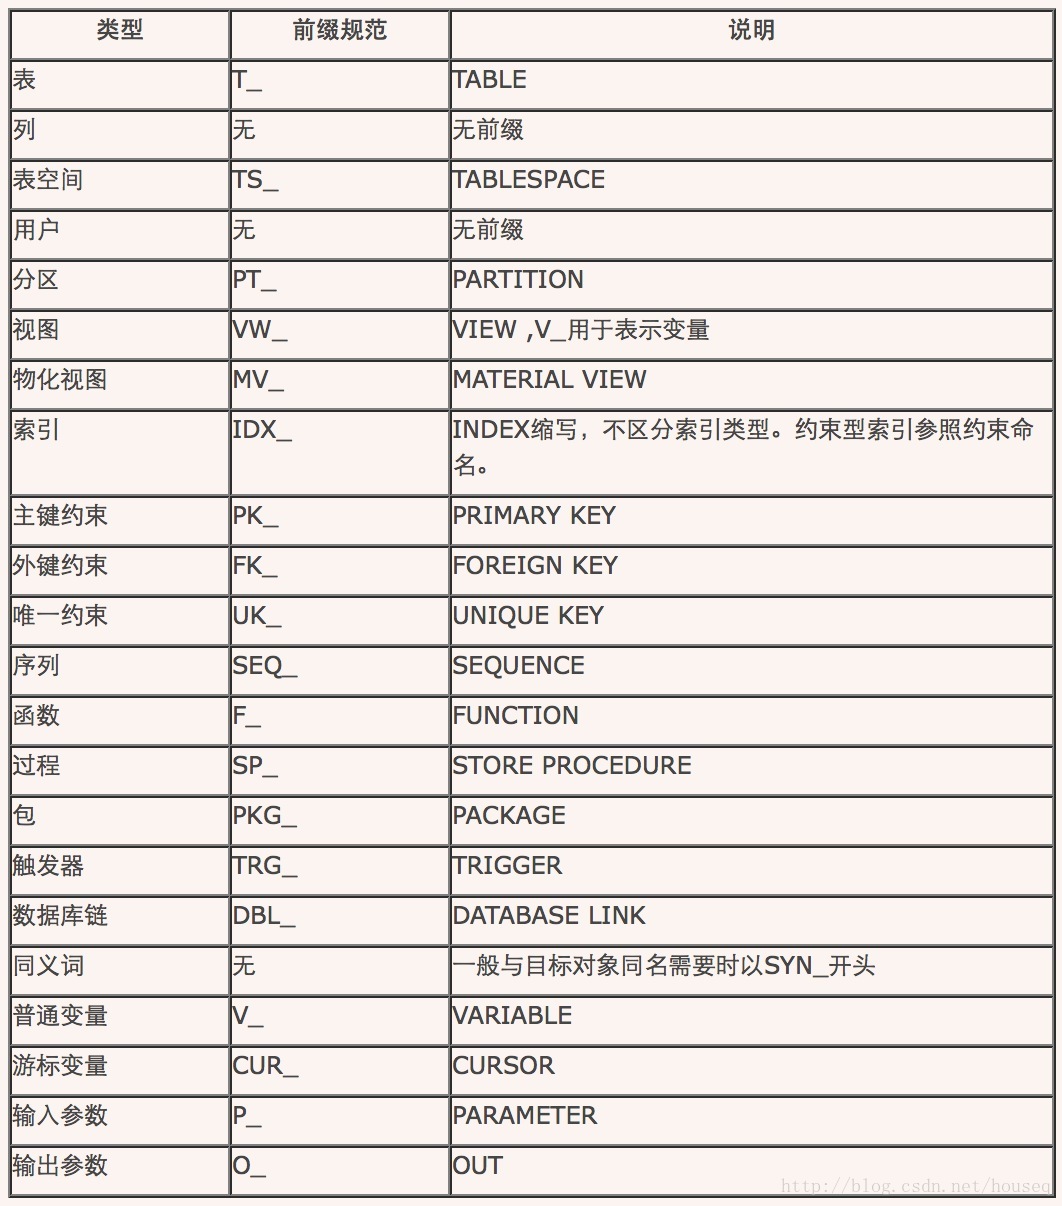 类型 前缀规范 说明
表 T_ TABLE
列 无 无前缀
表空间 TS_ TABLESPACE
用户 无 无前缀
分区 PT_ PARTITION
视图 VW_ VIEW ,V_用于表示变量
物化视图 MV_ MATERIAL VIEW
索引 IDX_ INDEX缩写，不区分索引类型。约束型索引参照约束命
名。
主键约束 PK_ PRIMARY KEY
外键约束 FK_ FOREIGN KEY
唯一约束 UK_ UNIQUE KEY
序列 SEQ_ SEQUENCE
函数 F_ FUNCTION
过程 SP_ STORE PROCEDURE
包 PKG_ PACKAGE
触发器 TRG_ TRIGGER
数据库链 DBL_ DATABASE LINK
同义词 无 一般与目标对象同名需要时以SYN_开头
普通变量 V_ VARIABLE
游标变量 CUR_ CURSOR
输入参数 P_ PARAMETER
输出参数 O_ OUT
http://blog.csdn.net/houseq